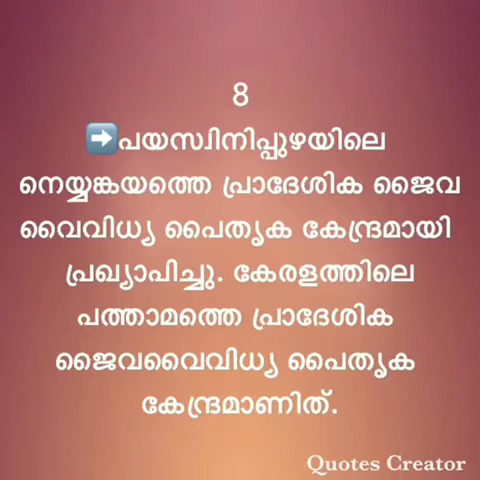 8
➡️പയസ്വിനിപ്പുഴയിലെ
നെയ്യങ്കയത്തെ പ്രാദേശിക ജൈവ
വൈവിധ്യ പൈതൃക കേന്ദ്രമായി
പ്രഖ്യാപിച്ചു. കേരളത്തിലെ
പത്താമത്തെ പ്രാദേശിക
ജൈവവൈവിധ്യ പൈതൃക
കേന്ദ്രമാണിത്.
Quotes Creator